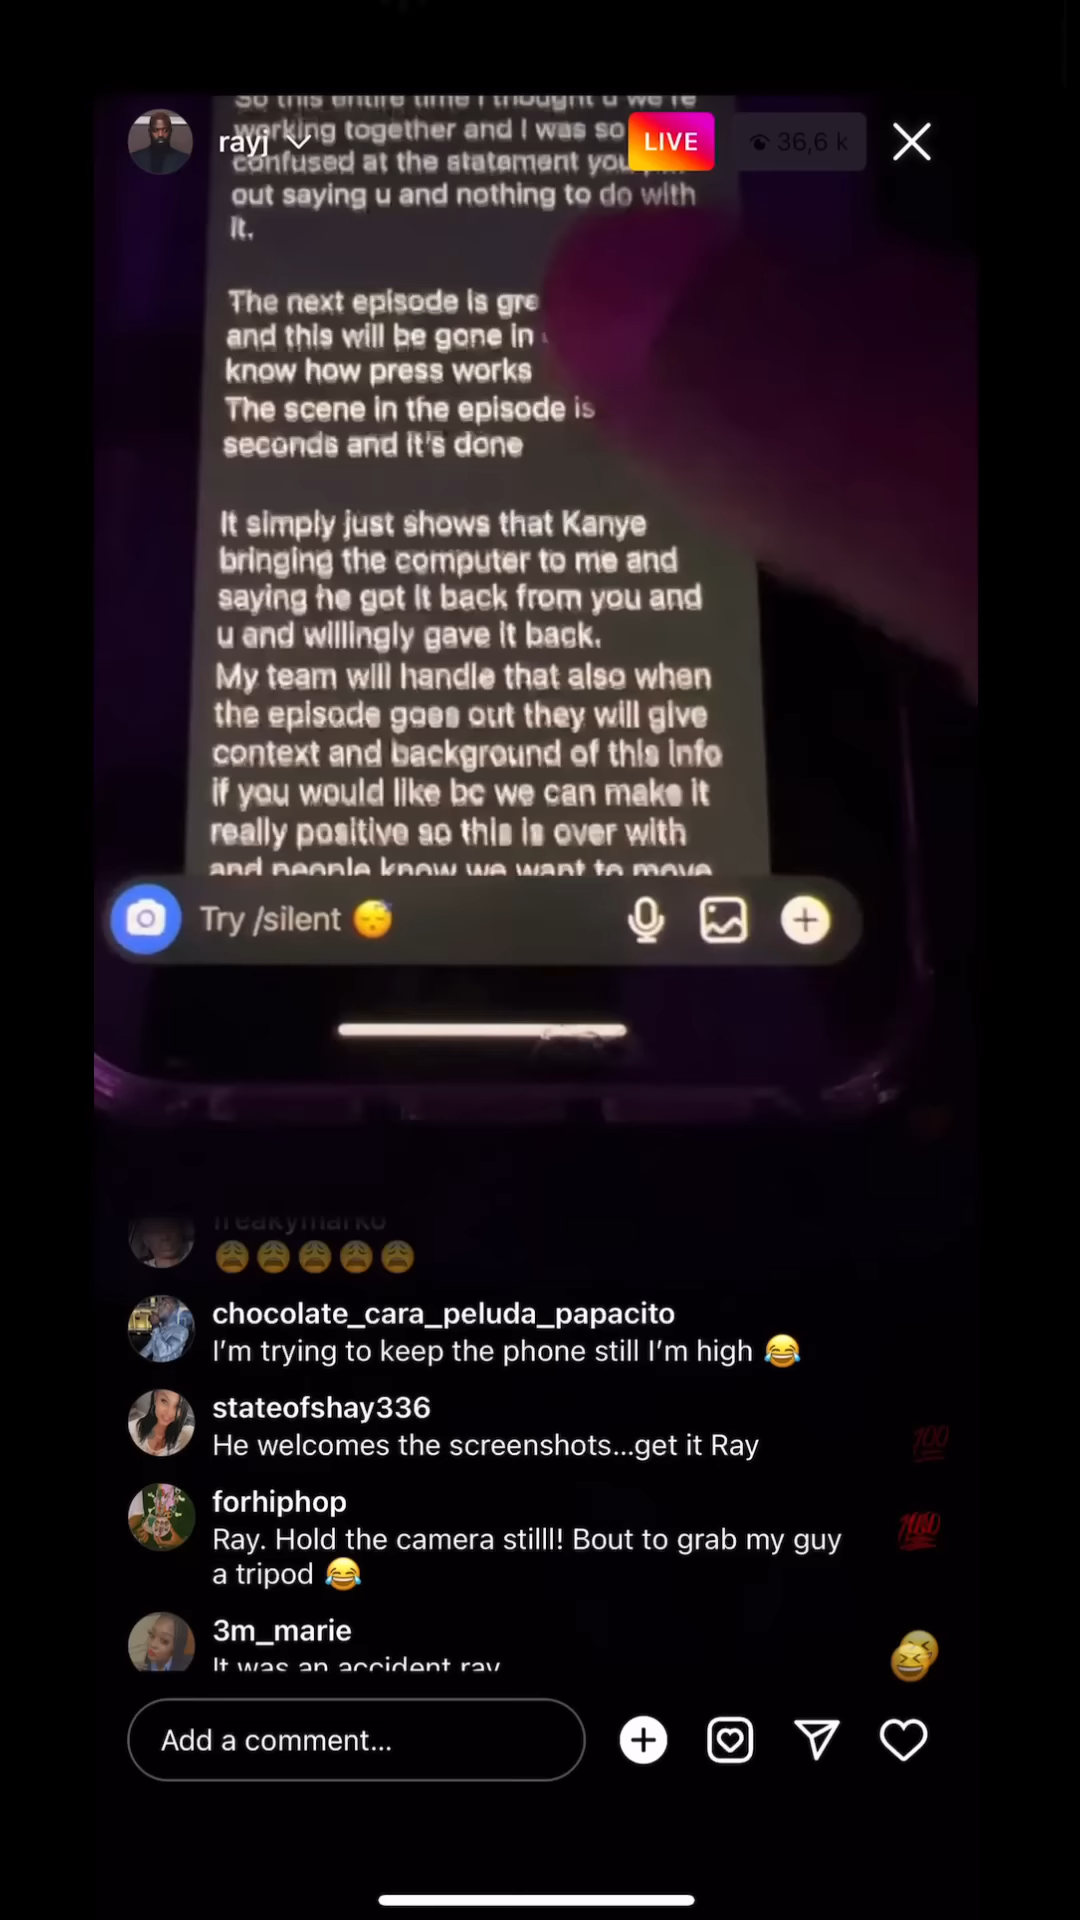 So this entire time I thought u we're
rayj
working together and I was so
LIVE
36,6 k
confused at the statement you
out saying u and nothing to do with
It.
The next episode is
and this will be gone in
know how press works
The scene in the episode is
seconds and it's done
It simply just shows that Kanye
bringing the computer to me and
saying he got it back from you and
u and willingly gave it back.
My team will handle that also when
the episode goes out they will give
context and background of this info
if you would like bc we can make it
really positive so this is over with
and people know we want to move
Try /silent 😴
freakymarko
😩😩😩😩😩
chocolate_cara_peluda_papacito
I'm trying to keep the phone still I'm high 😂
stateofshay336
He welcomes the screenshots...get it Ray
forhiphop
Ray. Hold the camera stilll! Bout to grab my guy
a tripod 😂
3m_marie
It was an accident ray
Add a comment...